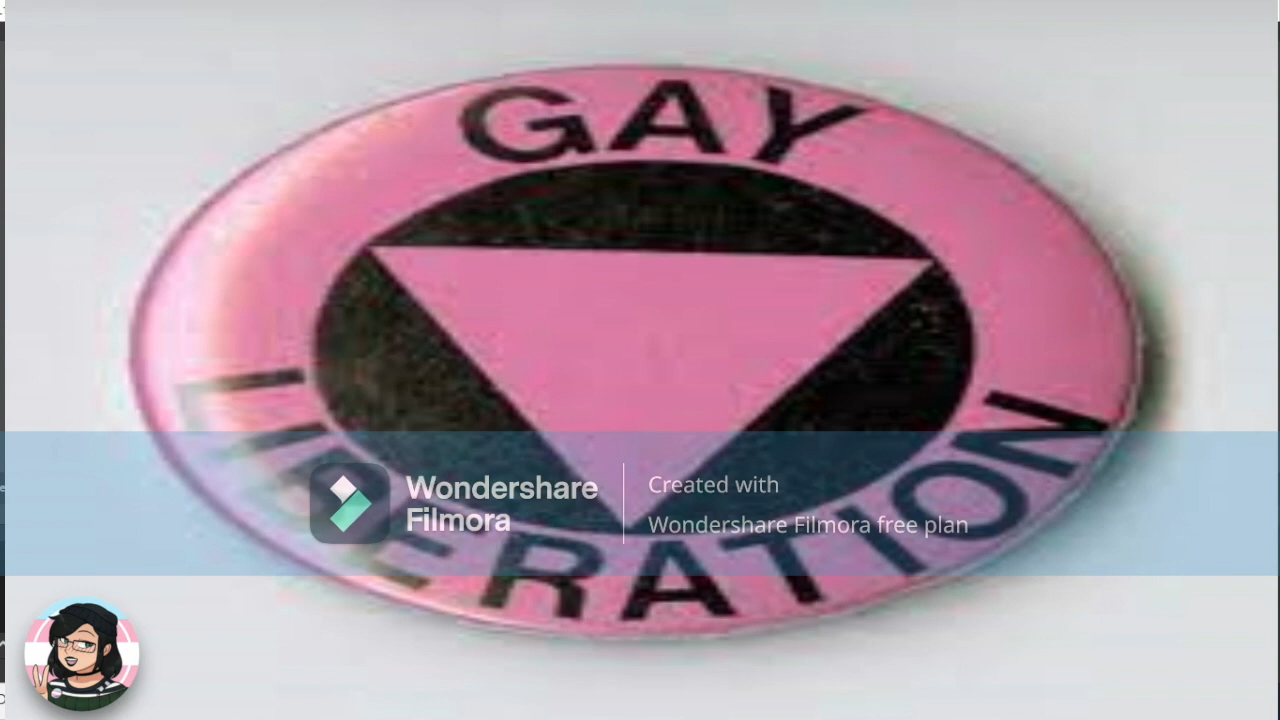 GAY
LIBERATION
Wondershare
Filmora
Created with
Wondershare Filmora free plan